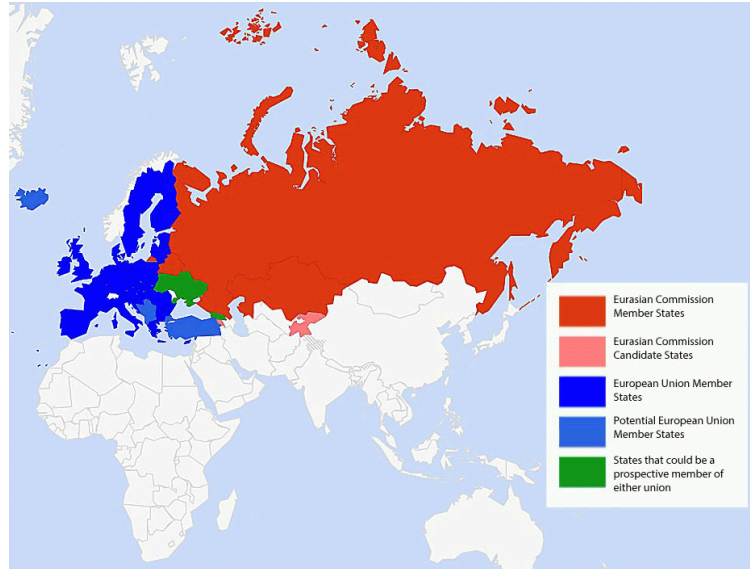 Eurasian Commission
Member States
Eurasian Commission
Candidate States
European Union Member
States
Potential European Union
Member States
States that could be a
prospective member of
either union